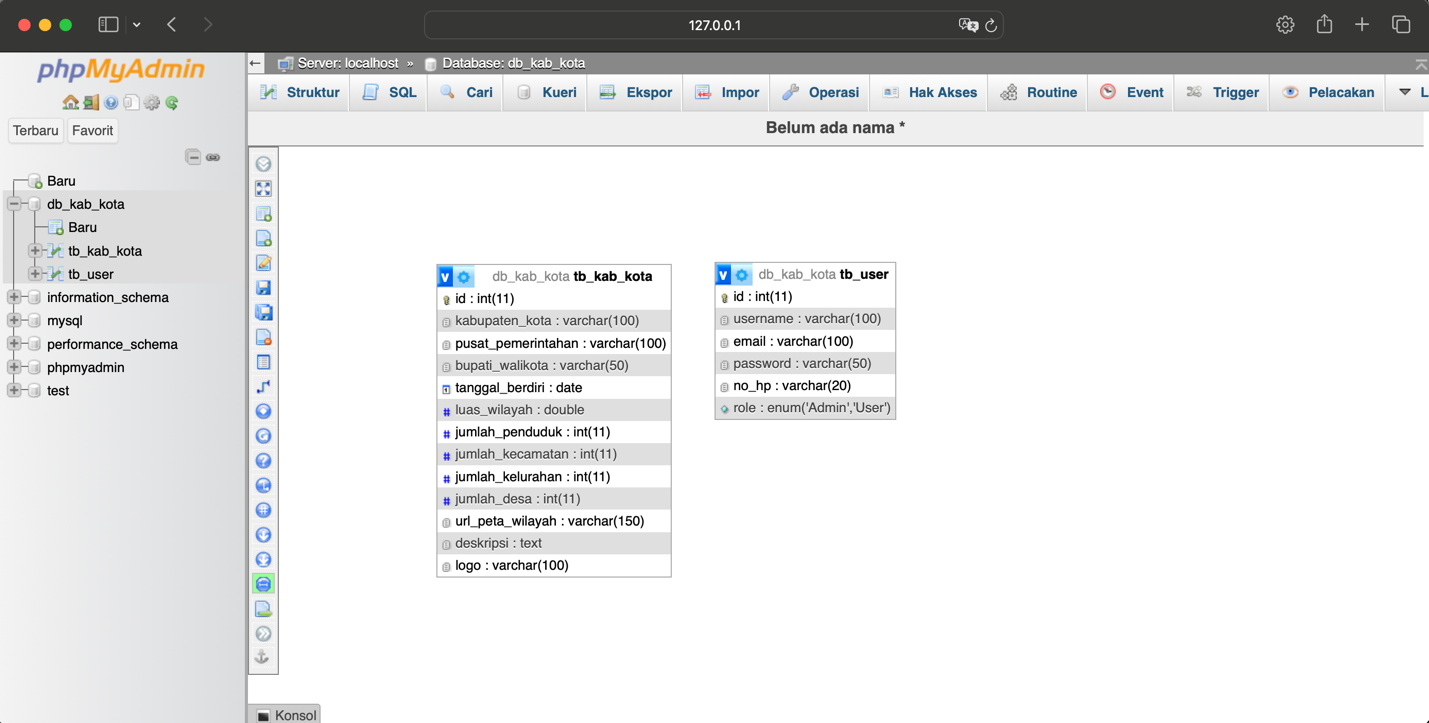 127.0.0.1
phpMyAdmin
Terbaru Favorit
Baru
db_kab_kota
Baru
tb_kab_kota
tb_user
information_schema
mysql
performance_schema
phpmyadmin
test
Server: localhost » Database: db_kab_kota
Struktur SQL Cari Kueri Ekspor Impor Operasi Hak Akses Routine Event Trigger Pelacakan L
Belum ada nama *
v db_kab_kota tb_kab_kota
id : int(11)
kabupaten_kota : varchar(100)
pusat_pemerintahan : varchar(100)
bupati_walikota : varchar(50)
tanggal_berdiri : date
# luas_wilayah : double
# jumlah_penduduk : int(11)
# jumlah_kecamatan : int(11)
# jumlah_kelurahan : int(11)
# jumlah_desa : int(11)
url_peta_wilayah : varchar(150)
deskripsi : text
logo : varchar(100)
v db_kab_kota tb_user
id : int(11)
username : varchar(100)
email : varchar(100)
password : varchar(50)
no_hp : varchar(20)
role : enum('Admin','User')
Konsol